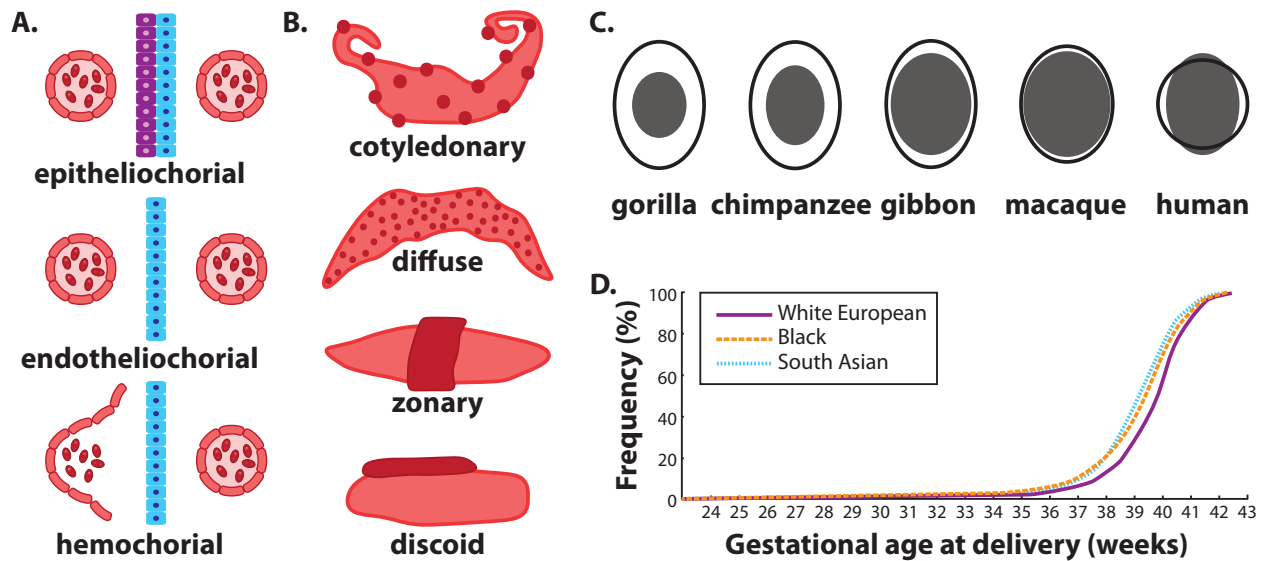 A.
epitheliochorial
endotheliochorial
hemochorial
B.
cotyledonary
diffuse
zonary
discoid
C.
gorilla chimpanzee gibbon macaque human
D.
Frequency (%)
100
80
60
40
20
0
White European
Black
South Asian
24 25 26 27 28 29 30 31 32 33 34 35 36 37 38 39 40 41 42 43
Gestational age at delivery (weeks)